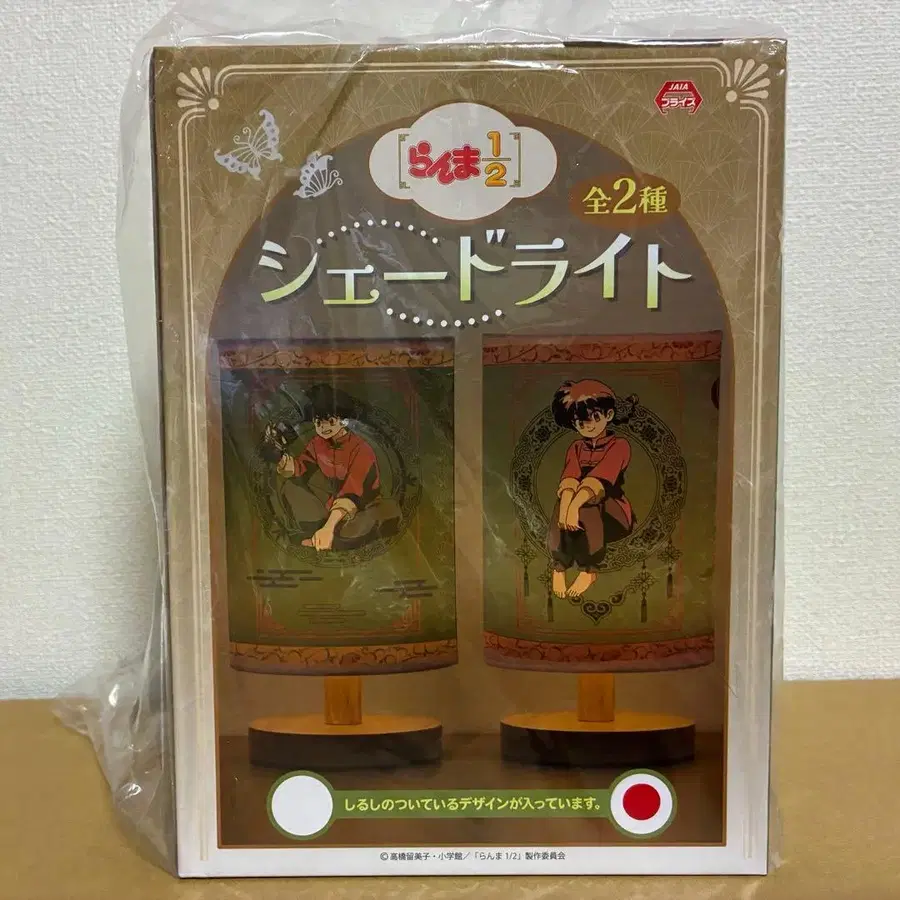 JAIA
プライズ
らんま1/2
全2種
シェードライト
しるしのついているデザインが入っています。
© 高橋留美子・小学館／「らんま 1/2」製作委員会